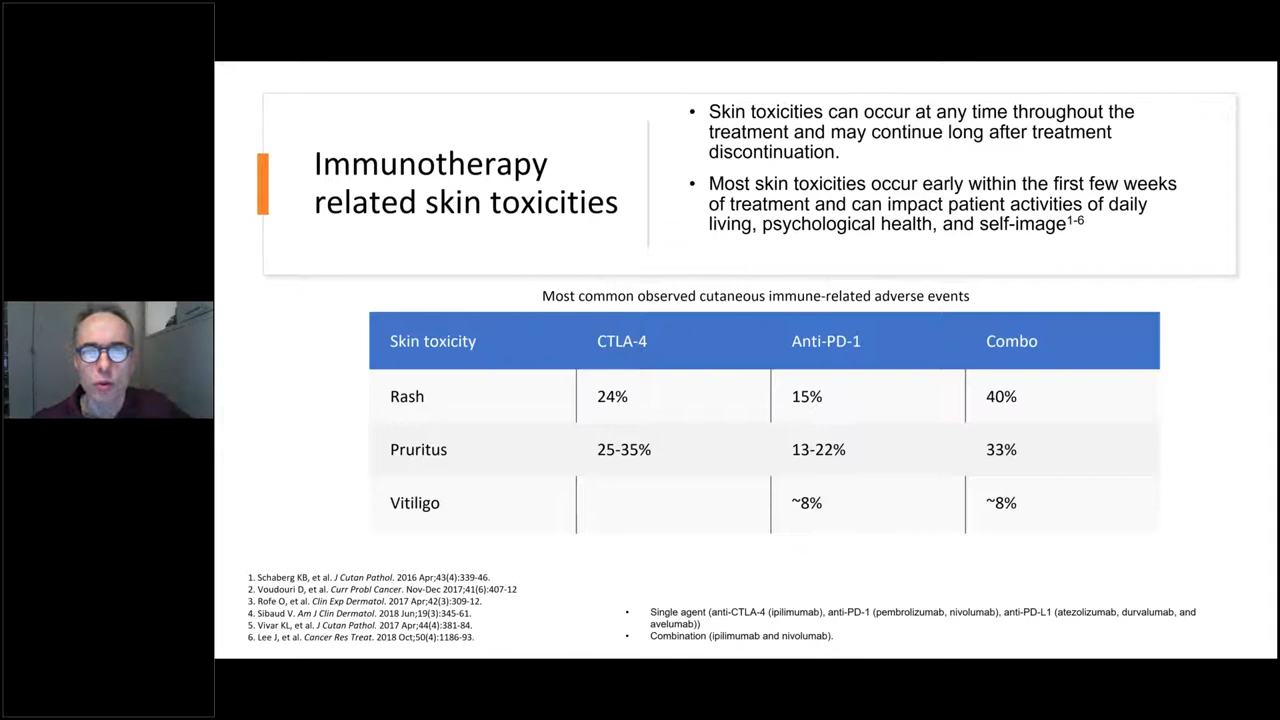 Immunotherapy
related skin toxicities
• Skin toxicities can occur at any time throughout the
treatment and may continue long after treatment
discontinuation.
• Most skin toxicities occur early within the first few weeks
of treatment and can impact patient activities of daily
living, psychological health, and self-image1-6
Most common observed cutaneous immune-related adverse events
Skin toxicity CTLA-4 Anti-PD-1 Combo
Rash 24% 15% 40%
Pruritus 25-35% 13-22% 33%
Vitiligo ~8% ~8%
1. Schaberg KB, et al. J Cutan Pathol. 2016 Apr;43(4):339-46.
2. Voudouri D, et al. Curr Probl Cancer. Nov-Dec 2017;41(6):407-12
3. Rofe O, et al. Clin Exp Dermatol. 2017 Apr;42(3):309-12.
4. Sibaud V. Am J Clin Dermatol. 2018 Jun;19(3):345-61.
5. Vivar KL, et al. J Cutan Pathol. 2017 Apr;44(4):381-84.
6. Lee J, et al. Cancer Res Treat. 2018 Oct;50(4):1186-93.
• Single agent (anti-CTLA-4 (ipilimumab), anti-PD-1 (pembrolizumab, nivolumab), anti-PD-L1 (atezolizumab, durvalumab, and
avelumab))
• Combination (ipilimumab and nivolumab).